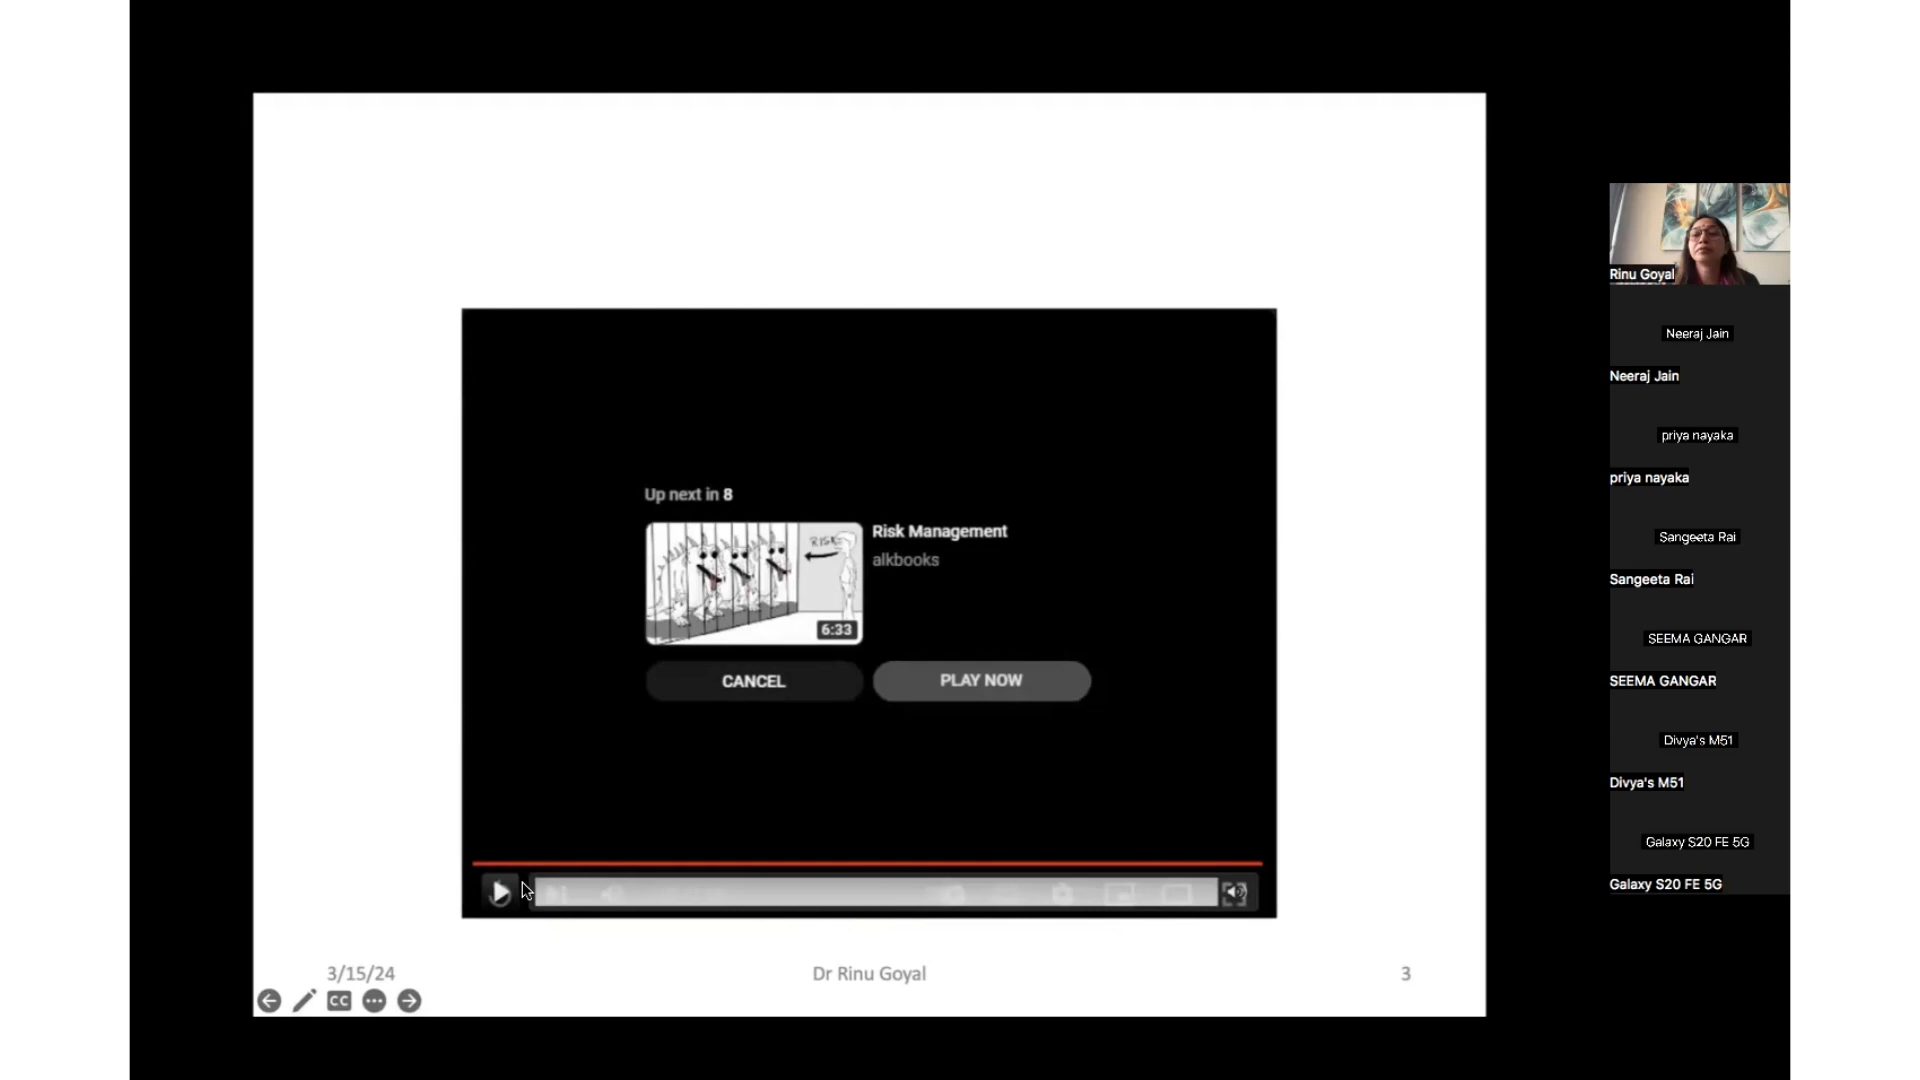 Up next in 8
RISK
Risk Management
alkbooks
6:33
CANCEL
PLAY NOW
3/15/24
Dr Rinu Goyal
3
CC
Rinu Goyal
Neeraj Jain
Neeraj Jain
priya nayaka
priya nayaka
Sangeeta Rai
Sangeeta Rai
SEEMA GANGAR
SEEMA GANGAR
Divya's M51
Divya's M51
Galaxy S20 FE 5G
Galaxy S20 FE 5G